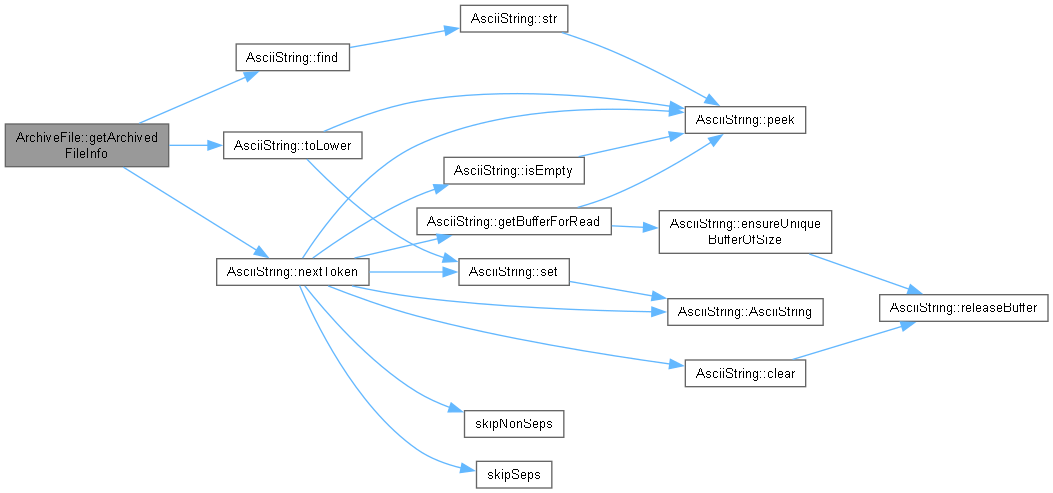 AsciiString::str
AsciiString::find
AsciiString::peek
ArchiveFile::getArchived
FileInfo
AsciiString::toLower
AsciiString::isEmpty
AsciiString::getBufferForRead
AsciiString::ensureUnique
BufferOfSize
AsciiString::nextToken
AsciiString::set
AsciiString::releaseBuffer
AsciiString::AsciiString
AsciiString::clear
skipNonSeps
skipSeps